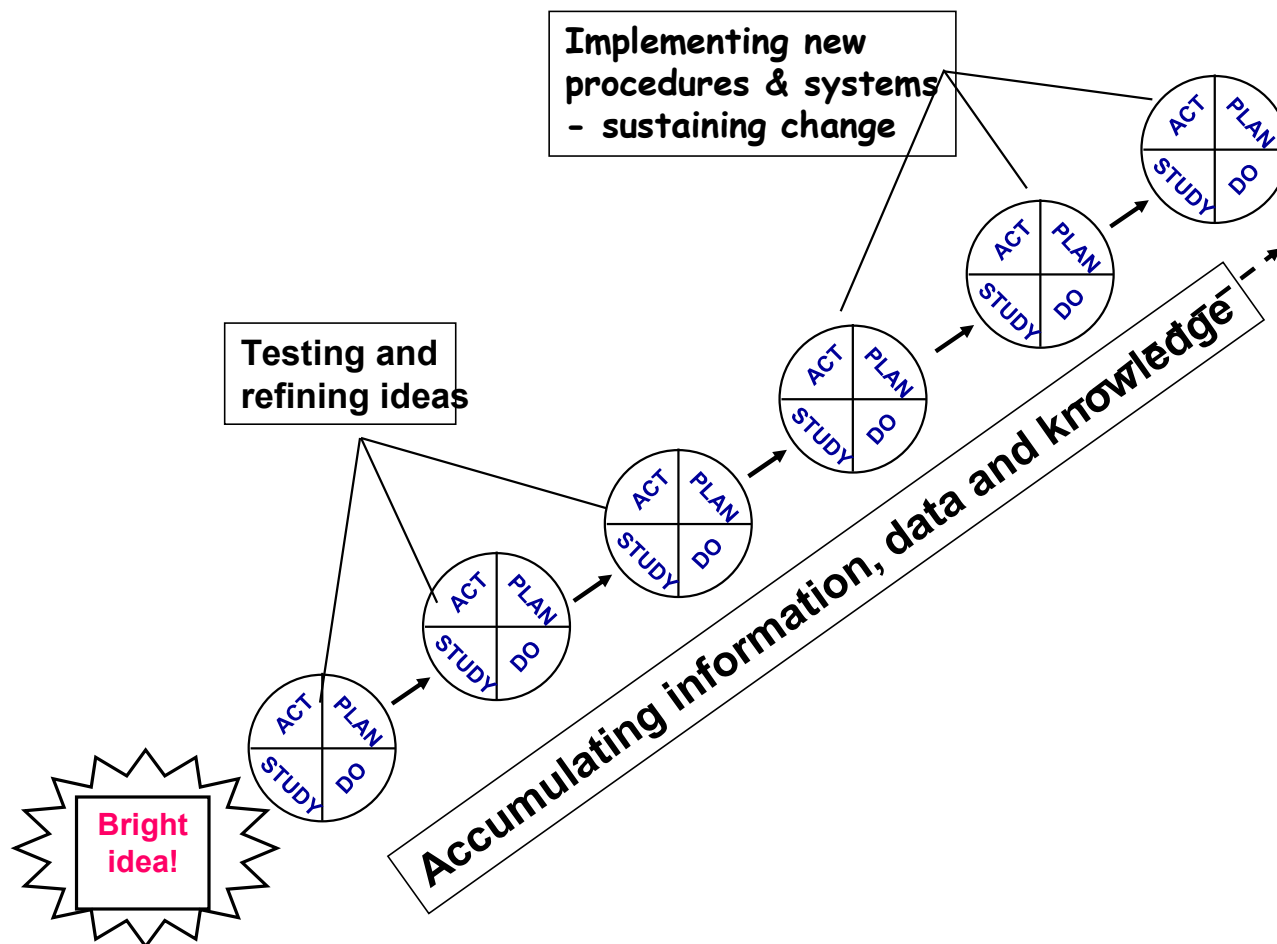 Implementing new
procedures & systems
- sustaining change
ACT
PLAN
STUDY
DO
ACT
PLAN
STUDY
DO
Testing and
refining ideas
ACT
PLAN
STUDY
DO
ACT
PLAN
STUDY
DO
ACT
PLAN
STUDY
DO
ACT
PLAN
STUDY
DO
Accumulating information, data and knowledge
Bright
idea!